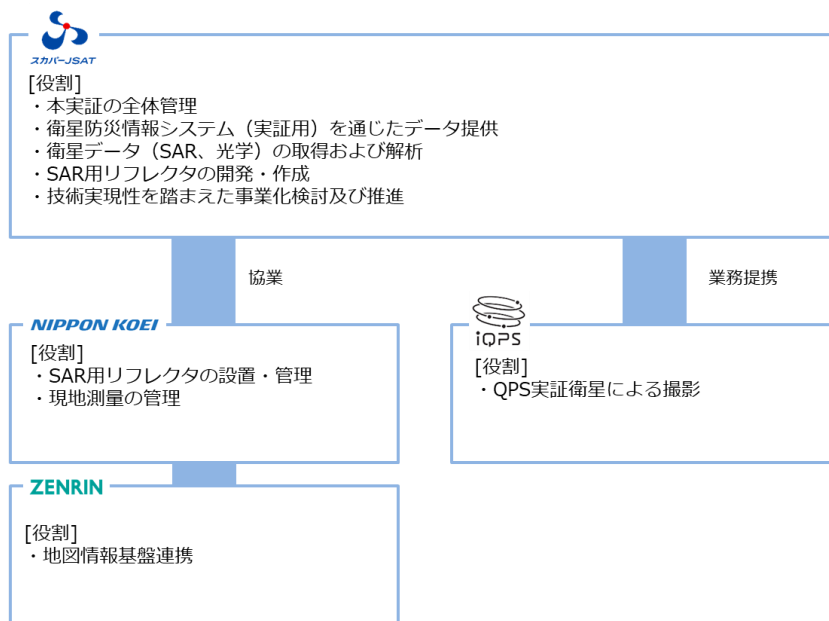 スカパーJSAT
[役割]
・本実証の全体管理
・衛星防災情報システム（実証用）を通じたデータ提供
・衛星データ（SAR、光学）の取得および解析
・SAR用リフレクタの開発・作成
・技術実現性を踏まえた事業化検討及び推進
協業
業務提携
NIPPON KOEI
[役割]
・SAR用リフレクタの設置・管理
・現地測量の管理
iQPS
[役割]
・QPS実証衛星による撮影
ZENRIN
[役割]
・地図情報基盤連携